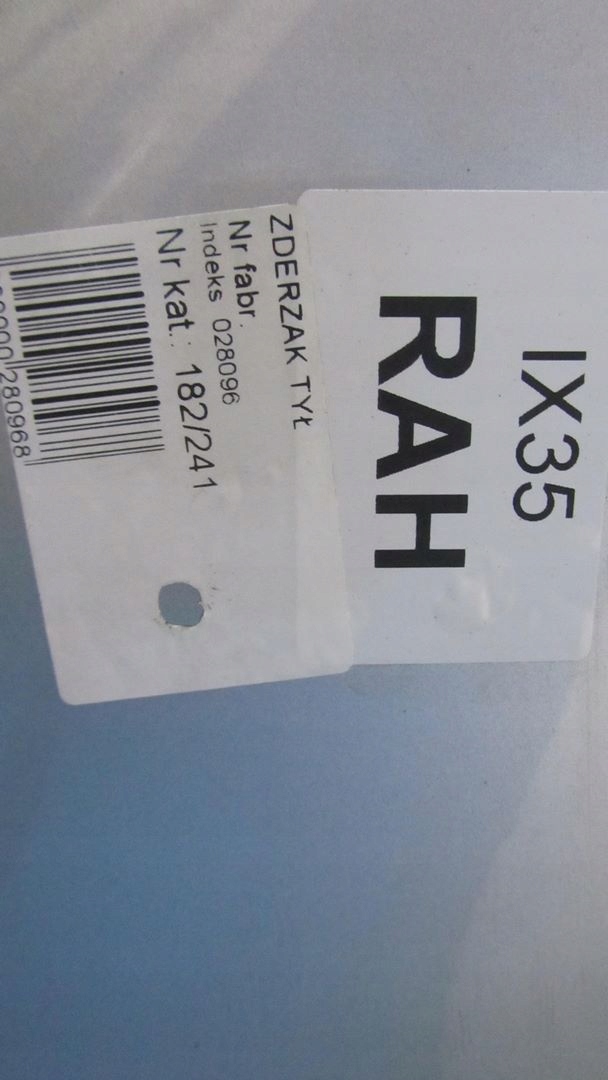 IX35
RAH
ZDERZAK TYŁ
Nr fabr.
Indeks 028096
Nr kat.: 182/241